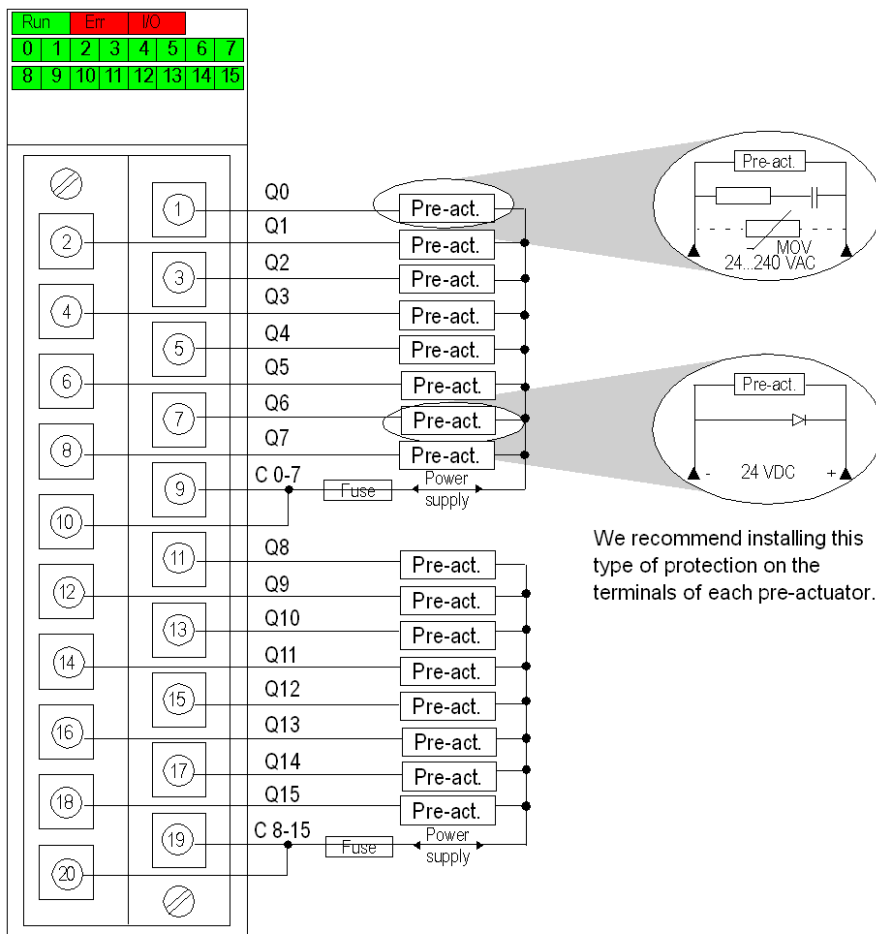 Run Err I/O
0 1 2 3 4 5 6 7
8 9 10 11 12 13 14 15
1 Q0 Pre-act.
2 Q1 Pre-act.
3 Q2 Pre-act.
4 Q3 Pre-act.
5 Q4 Pre-act.
6 Q5 Pre-act.
7 Q6 Pre-act.
8 Q7 Pre-act.
9 C 0-7 Fuse Power
supply
10
11 Q8 Pre-act.
12 Q9 Pre-act.
13 Q10 Pre-act.
14 Q11 Pre-act.
15 Q12 Pre-act.
16 Q13 Pre-act.
17 Q14 Pre-act.
18 Q15 Pre-act.
19 C 8-15 Fuse Power
supply
20
Pre-act.
MOV
24...240 VAC
Pre-act.
- 24 VDC +
We recommend installing this
type of protection on the
terminals of each pre-actuator.